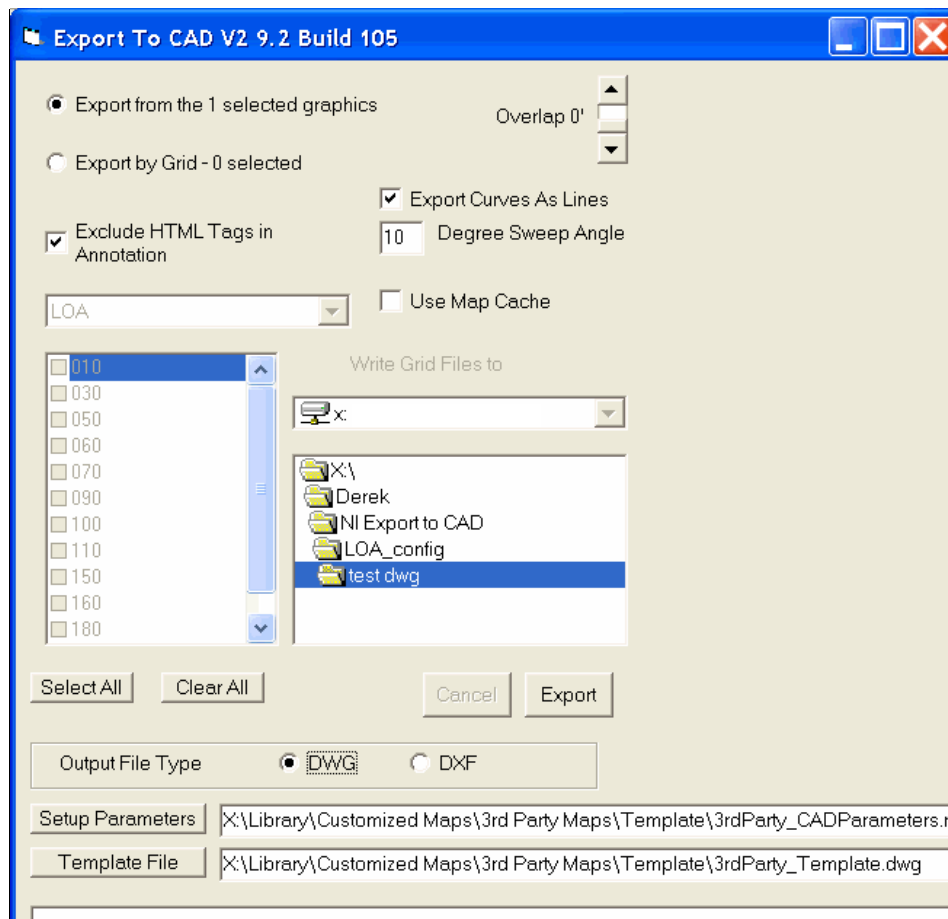 Export To CAD V2 9.2 Build 105
Export from the 1 selected graphics
Overlap 0'
Export by Grid - 0 selected
Export Curves As Lines
Exclude HTML Tags in
Annotation
10 Degree Sweep Angle
LOA
Use Map Cache
Write Grid Files to
x:
010
030
050
060
070
090
100
110
150
160
180
X:\
Derek
NI Export to CAD
LOA_config
test dwg
Select All Clear All Cancel Export
Output File Type DWG DXF
Setup Parameters X:\Library\Customized Maps\3rd Party Maps\Template\3rdParty_CADParameters.
Template File X:\Library\Customized Maps\3rd Party Maps\Template\3rdParty_Template.dwg